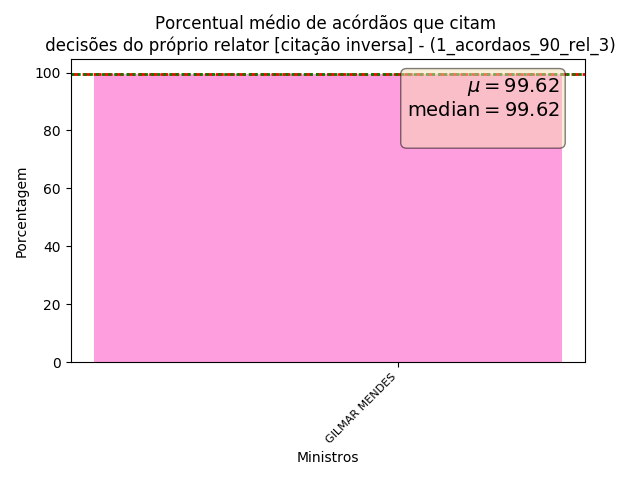 Porcentual médio de acórdãos que citam
decisões do próprio relator [citação inversa] - (1_acordaos_90_rel_3)
μ = 99.62
median = 99.62
100
80
60
40
20
0
Porcentagem
GILMAR MENDES
Ministros